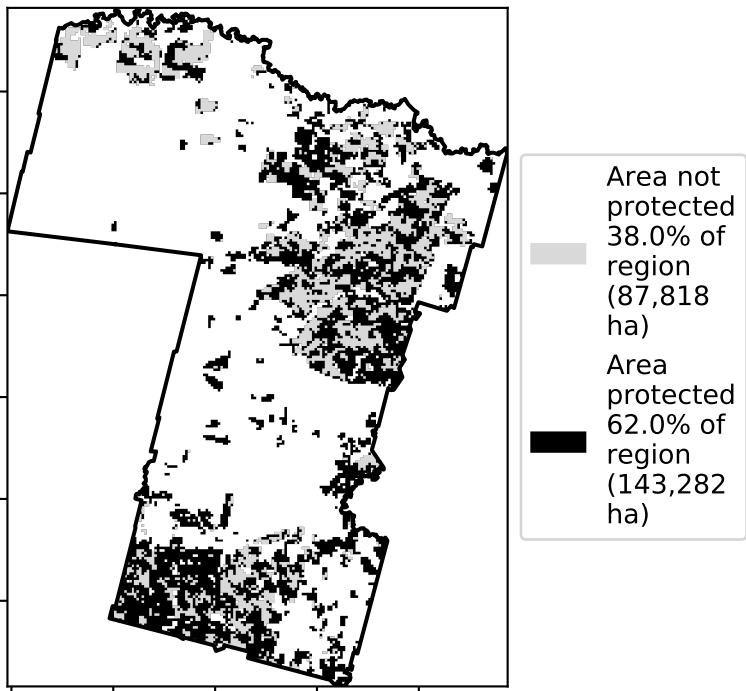 Area not
protected
38.0% of
region
(87,818
ha)
Area
protected
62.0% of
region
(143,282
ha)